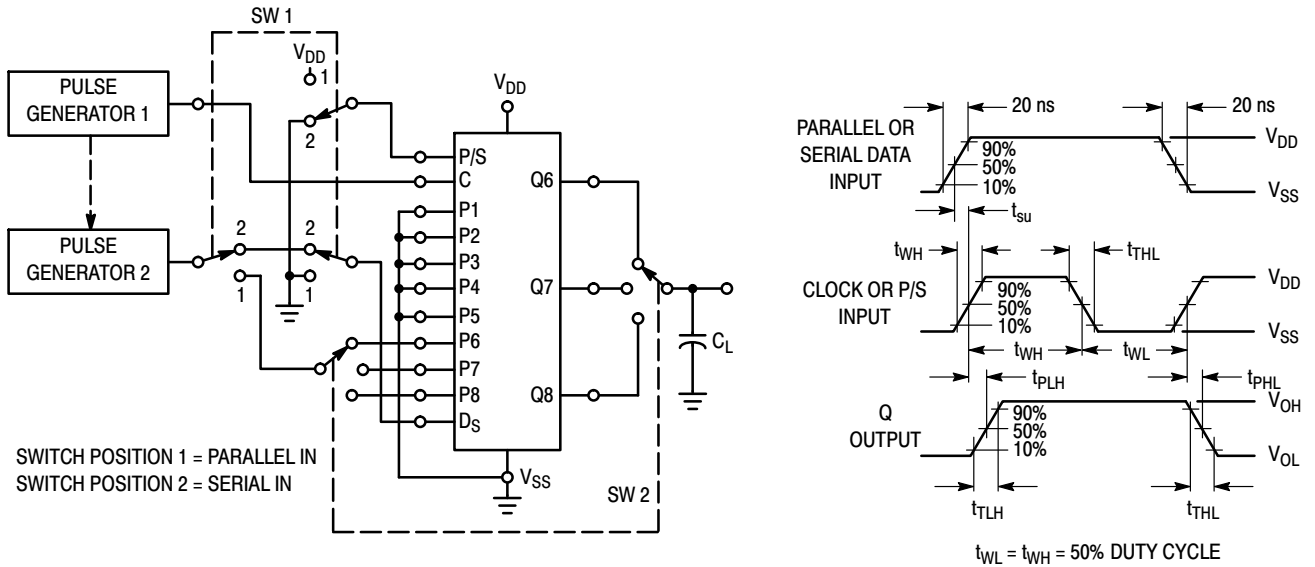 SW 1
V_DD
1
2
PULSE
GENERATOR 1
PULSE
GENERATOR 2
2
1
2
1
V_DD
P/S
C
P1
P2
P3
P4
P5
P6
P7
P8
D_S
Q6
Q7
Q8
V_SS
C_L
SW 2
SWITCH POSITION 1 = PARALLEL IN
SWITCH POSITION 2 = SERIAL IN
20 ns
20 ns
PARALLEL OR
SERIAL DATA
INPUT
90%
50%
10%
V_DD
V_SS
t_su
t_WH
t_THL
CLOCK OR P/S
INPUT
90%
50%
10%
V_DD
V_SS
t_WH
t_WL
t_PLH
t_PHL
Q
OUTPUT
90%
50%
10%
V_OH
V_OL
t_TLH
t_THL
t_WL = t_WH = 50% DUTY CYCLE